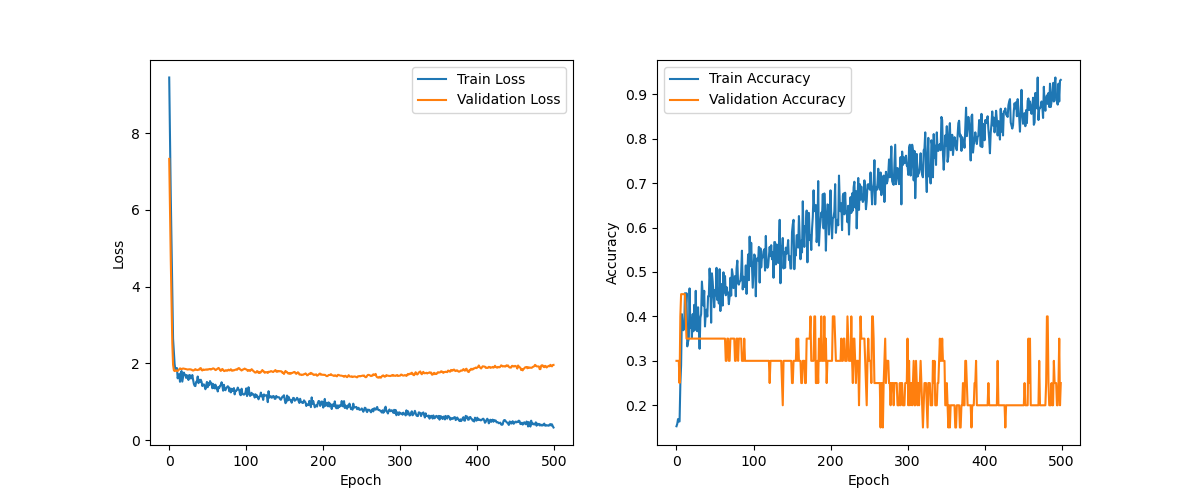 Train Loss
Validation Loss
8
6
4
2
0
Loss
0 100 200 300 400 500
Epoch
Train Accuracy
Validation Accuracy
0.9
0.8
0.7
0.6
0.5
0.4
0.3
0.2
Accuracy
0 100 200 300 400 500
Epoch